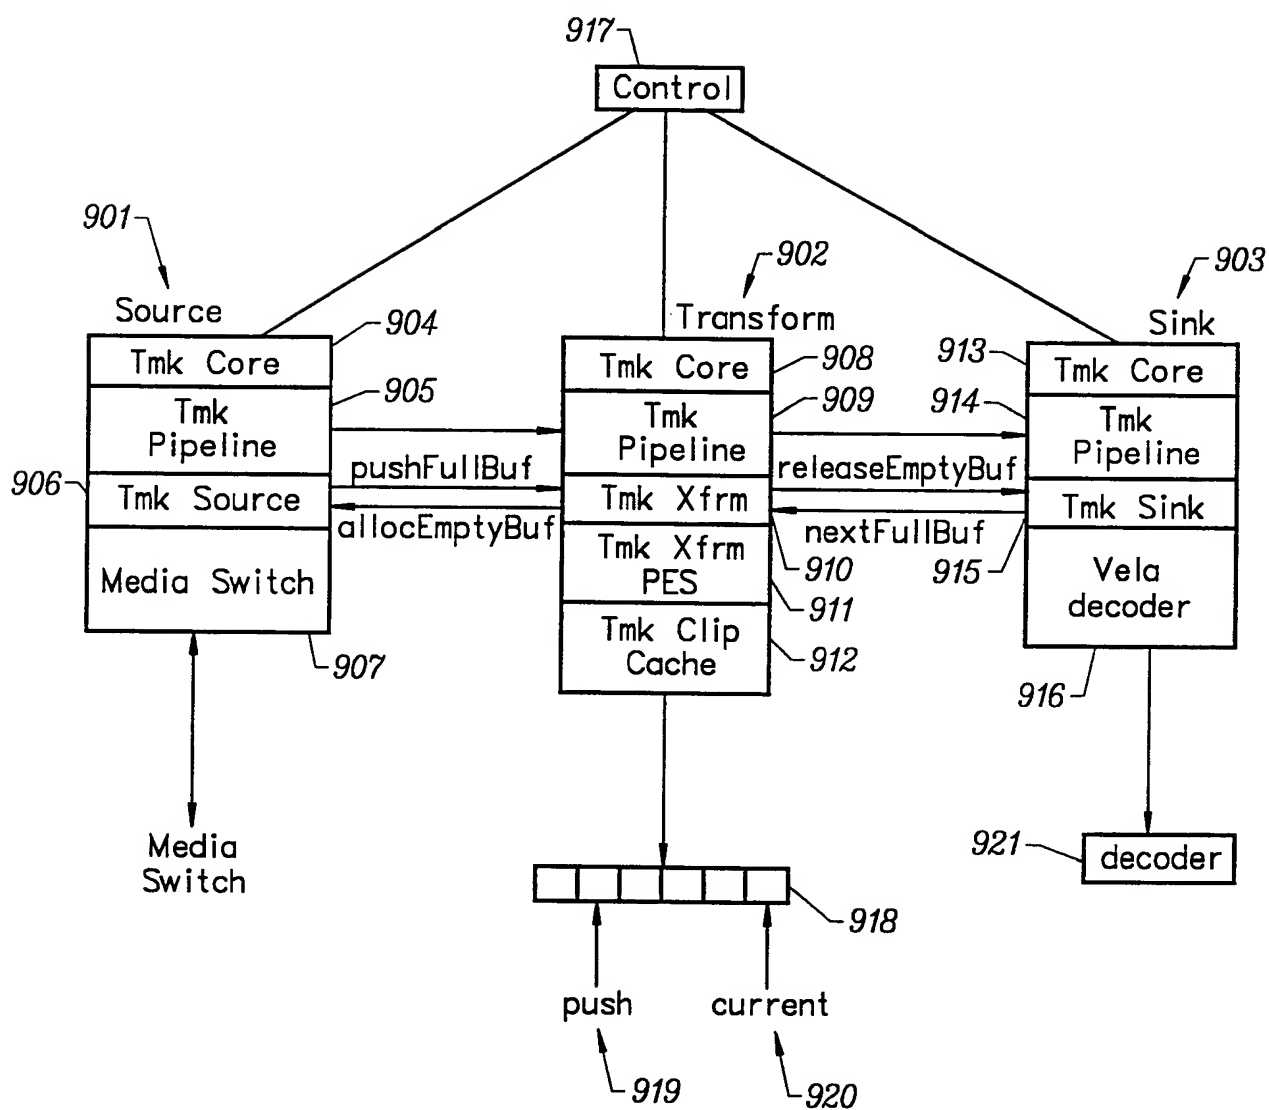 917
Control
901
902
903
Source
Transform
Sink
904
908
913
Tmk Core
Tmk Core
Tmk Core
905
909
914
Tmk
Pipeline
Tmk
Pipeline
Tmk
Pipeline
pushFullBuf
releaseEmptyBuf
906
Tmk Source
Tmk Xfrm
Tmk Sink
allocEmptyBuf
nextFullBuf
910
915
Media Switch
Tmk Xfrm
PES
911
Vela
decoder
907
Tmk Clip
Cache
912
916
Media
Switch
921
decoder
918
push
current
919
920